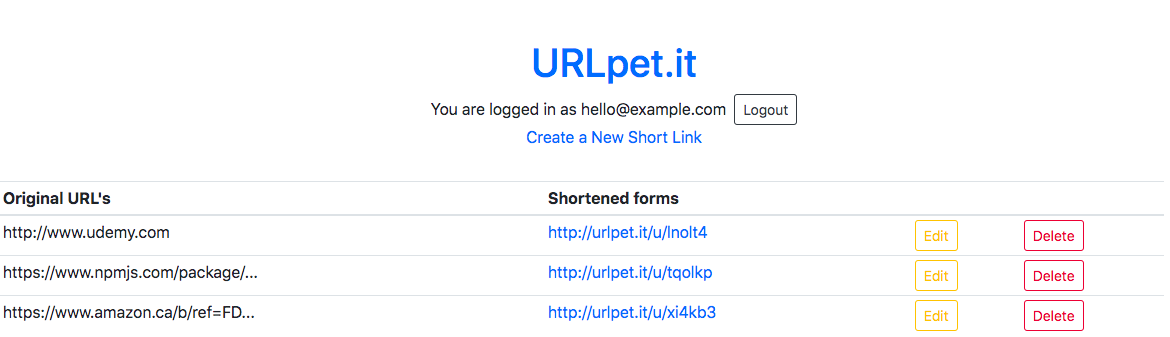 URLpet.it
You are logged in as hello@example.com Logout
Create a New Short Link
Original URL's Shortened forms
http://www.udemy.com http://urlpet.it/u/lnolt4 Edit Delete
https://www.npmjs.com/package/... http://urlpet.it/u/tqolkp Edit Delete
https://www.amazon.ca/b/ref=FD... http://urlpet.it/u/xi4kb3 Edit Delete